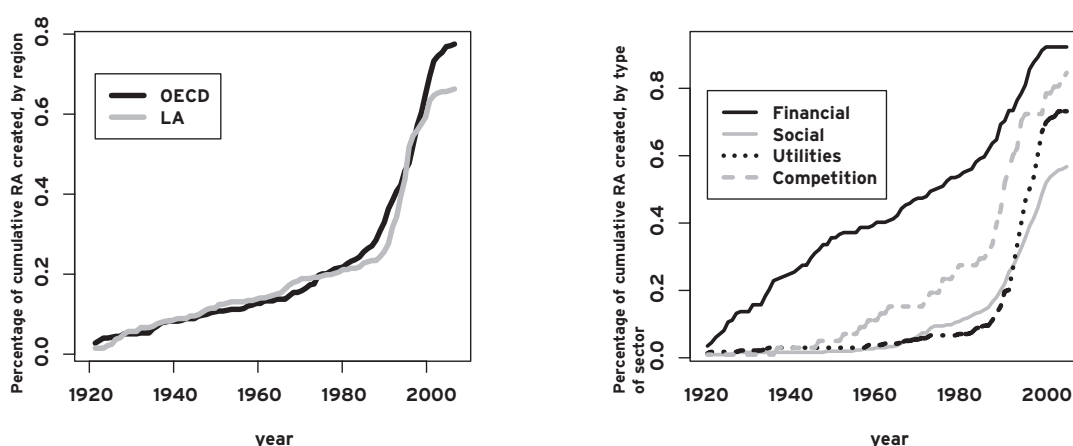 Percentage of cumulative RA created, by region
0.8
0.6
0.4
0.2
0.0
OECD
LA
1920 1940 1960 1980 2000
year
Percentage of cumulative RA created, by type
of sector
0.8
0.6
0.4
0.2
0.0
Financial
Social
Utilities
Competition
1920 1940 1960 1980 2000
year